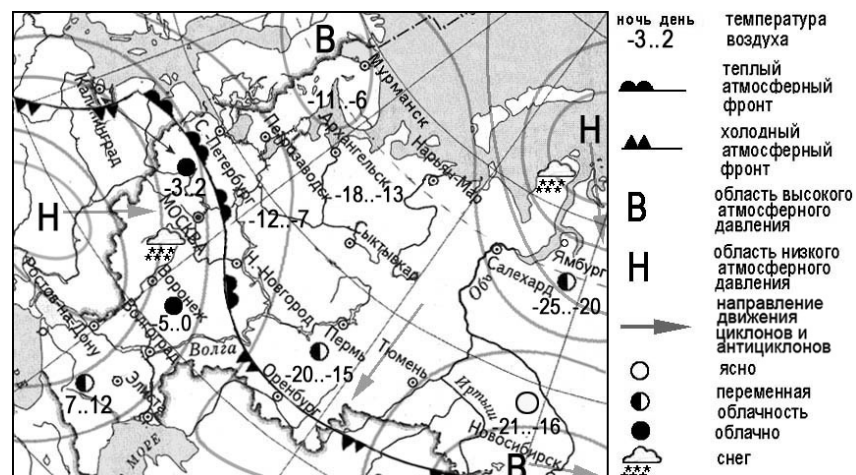 В
Мурманск
-11..-6
Калининград
С.-Петербург
Петрозаводск
Архангельск
Нарьян-Мар
Н
-3..2
-18..-13
Н
МОСКВА
-12..-7
Сыктывкар
Обь
Салехард
Ямбург
-25..-20
Ростов-на-Дону
Воронеж
Н.-Новгород
5..0
Волгоград
Волга
Пермь
Тюмень
-20..-15
Оренбург
Иртыш
7..12
-21..-16
Новосибирск
МОРЕ
В
ночь день
-3..2
температура
воздуха
теплый
атмосферный
фронт
холодный
атмосферный
фронт
В
область высокого
атмосферного
давления
Н
область низкого
атмосферного
давления
направление
движения
циклонов и
антициклонов
ясно
переменная
облачность
облачно
снег